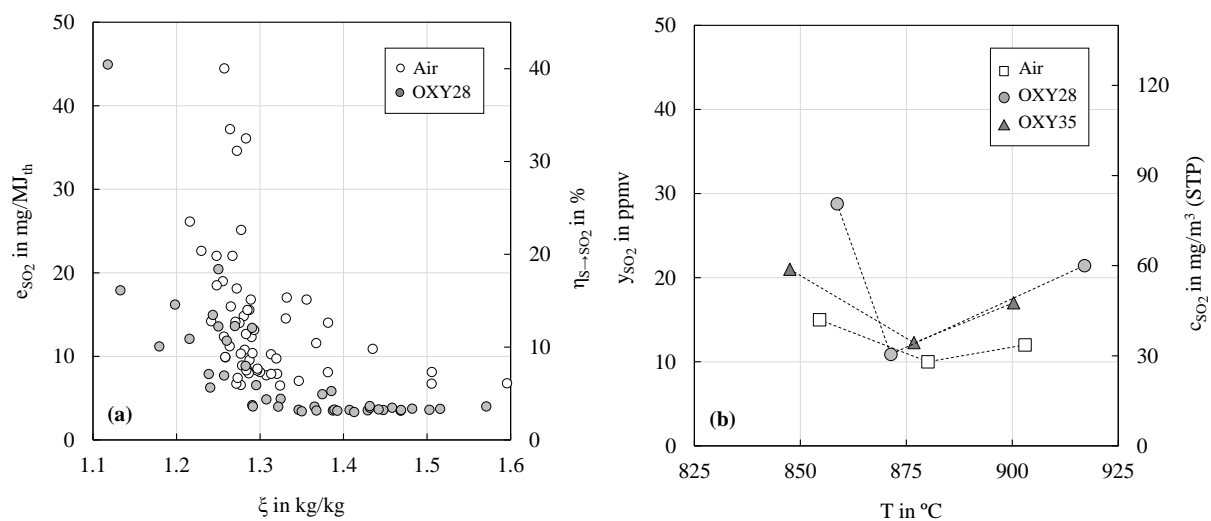 50
40
30
20
10
0
e_SO₂ in mg/MJ_th
40
30
20
10
0
η_S→SO₂ in %
Air
OXY28
(a)
1.1 1.2 1.3 1.4 1.5 1.6
ξ in kg/kg
50
40
30
20
10
0
y_SO₂ in ppmv
120
90
60
30
0
c_SO₂ in mg/m³ (STP)
Air
OXY28
OXY35
(b)
825 850 875 900 925
T in ºC